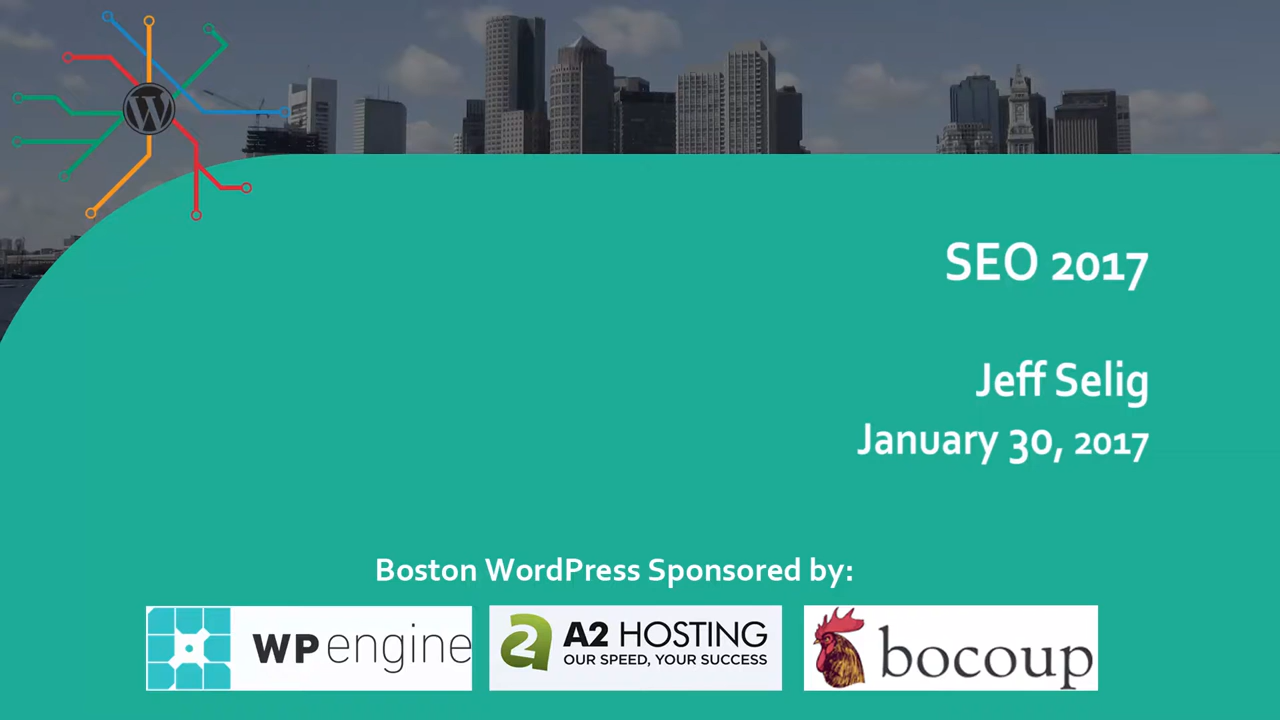 SEO 2017
Jeff Selig
January 30, 2017
Boston WordPress Sponsored by:
WP engine
A2 HOSTING
OUR SPEED, YOUR SUCCESS
bocoup